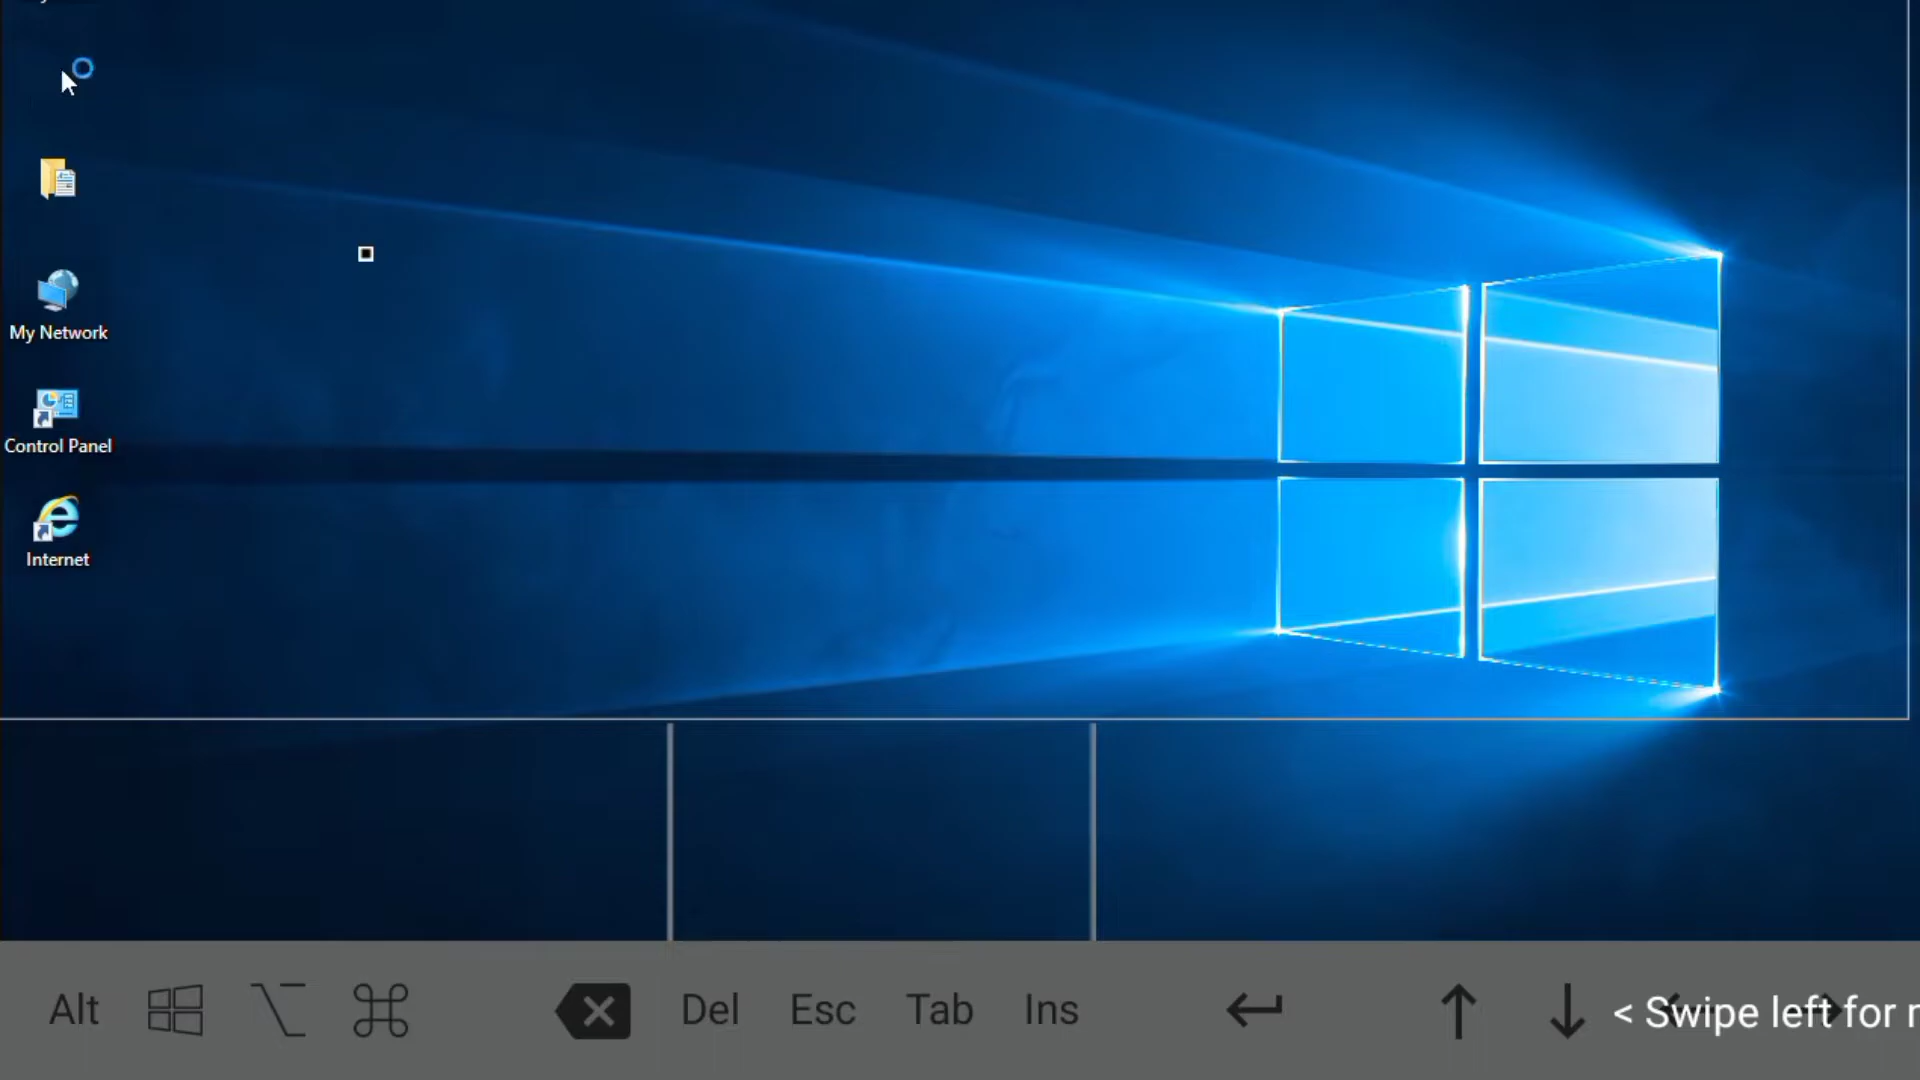 My Network
Control Panel
Internet
Alt Del Esc Tab Ins < Swipe left for